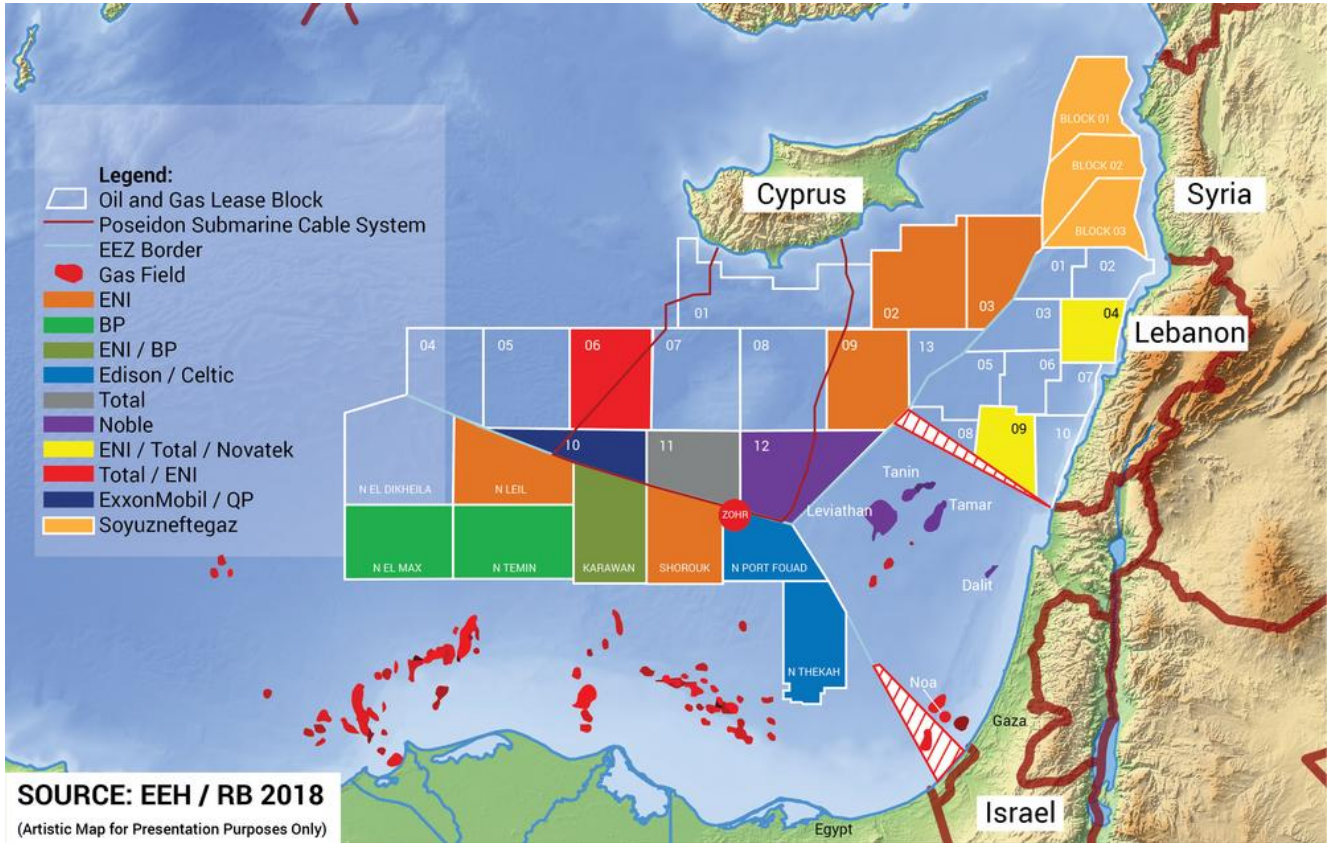 Legend:
Oil and Gas Lease Block
Poseidon Submarine Cable System
EEZ Border
Gas Field
ENI
BP
ENI / BP
Edison / Celtic
Total
Noble
ENI / Total / Novatek
Total / ENI
ExxonMobil / QP
Soyuzneftegaz
Cyprus
Syria
Lebanon
Israel
Egypt
Gaza
BLOCK 01
BLOCK 02
BLOCK 03
01
02
03
01
02
03
04
04
05
06
07
08
09
13
05
06
07
08
09
10
10
11
12
N EL DIKHEILA
N LEIL
N EL MAX
N TEMIN
KARAWAN
SHOROUK
ZOHR
N PORT FOUAD
N THEKAH
Tanin
Leviathan
Tamar
Dalit
Noa
SOURCE: EEH / RB 2018
(Artistic Map for Presentation Purposes Only)